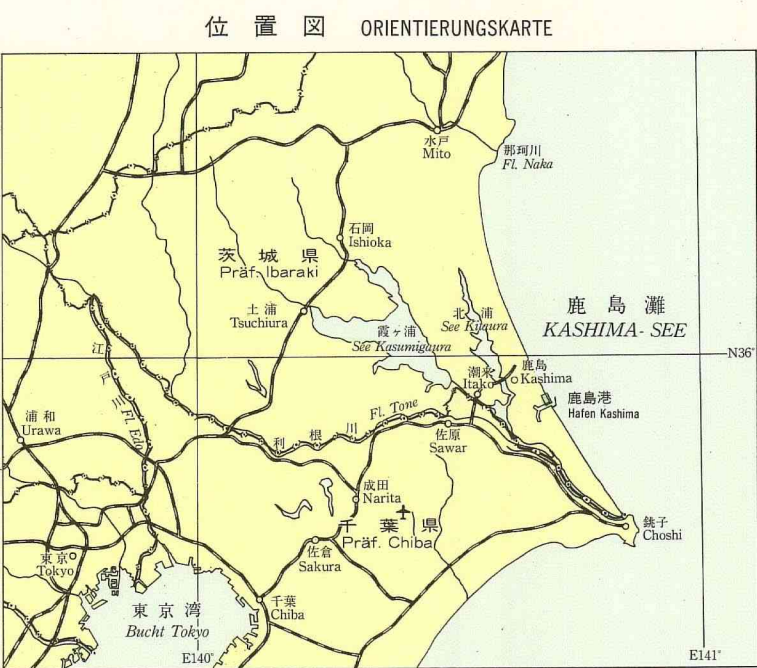 位置図 ORIENTIERUNGSKARTE
水戸
Mito
那珂川
Fl. Naka
石岡
Ishioka
茨城県
Präf. Ibaraki
土浦
Tsuchiura
霞ヶ浦
See Kasumigaura
北浦
See Kitaura
鹿島灘
KASHIMA-SEE
N36°
鹿島
Kashima
潮来
Itako
鹿島港
Hafen Kashima
江戸川
Fl. Edo
浦和
Urawa
利根川
Fl. Tone
佐原
Sawar
成田
Narita
千葉県
Präf. Chiba
佐倉
Sakura
銚子
Choshi
東京
Tokyo
千葉
Chiba
東京湾
Bucht Tokyo
E140°
E141°